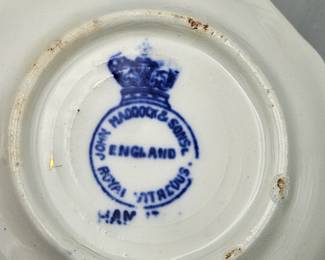 JOHN MADDOCK & SONS.
ENGLAND
ROYAL VITREOUS.